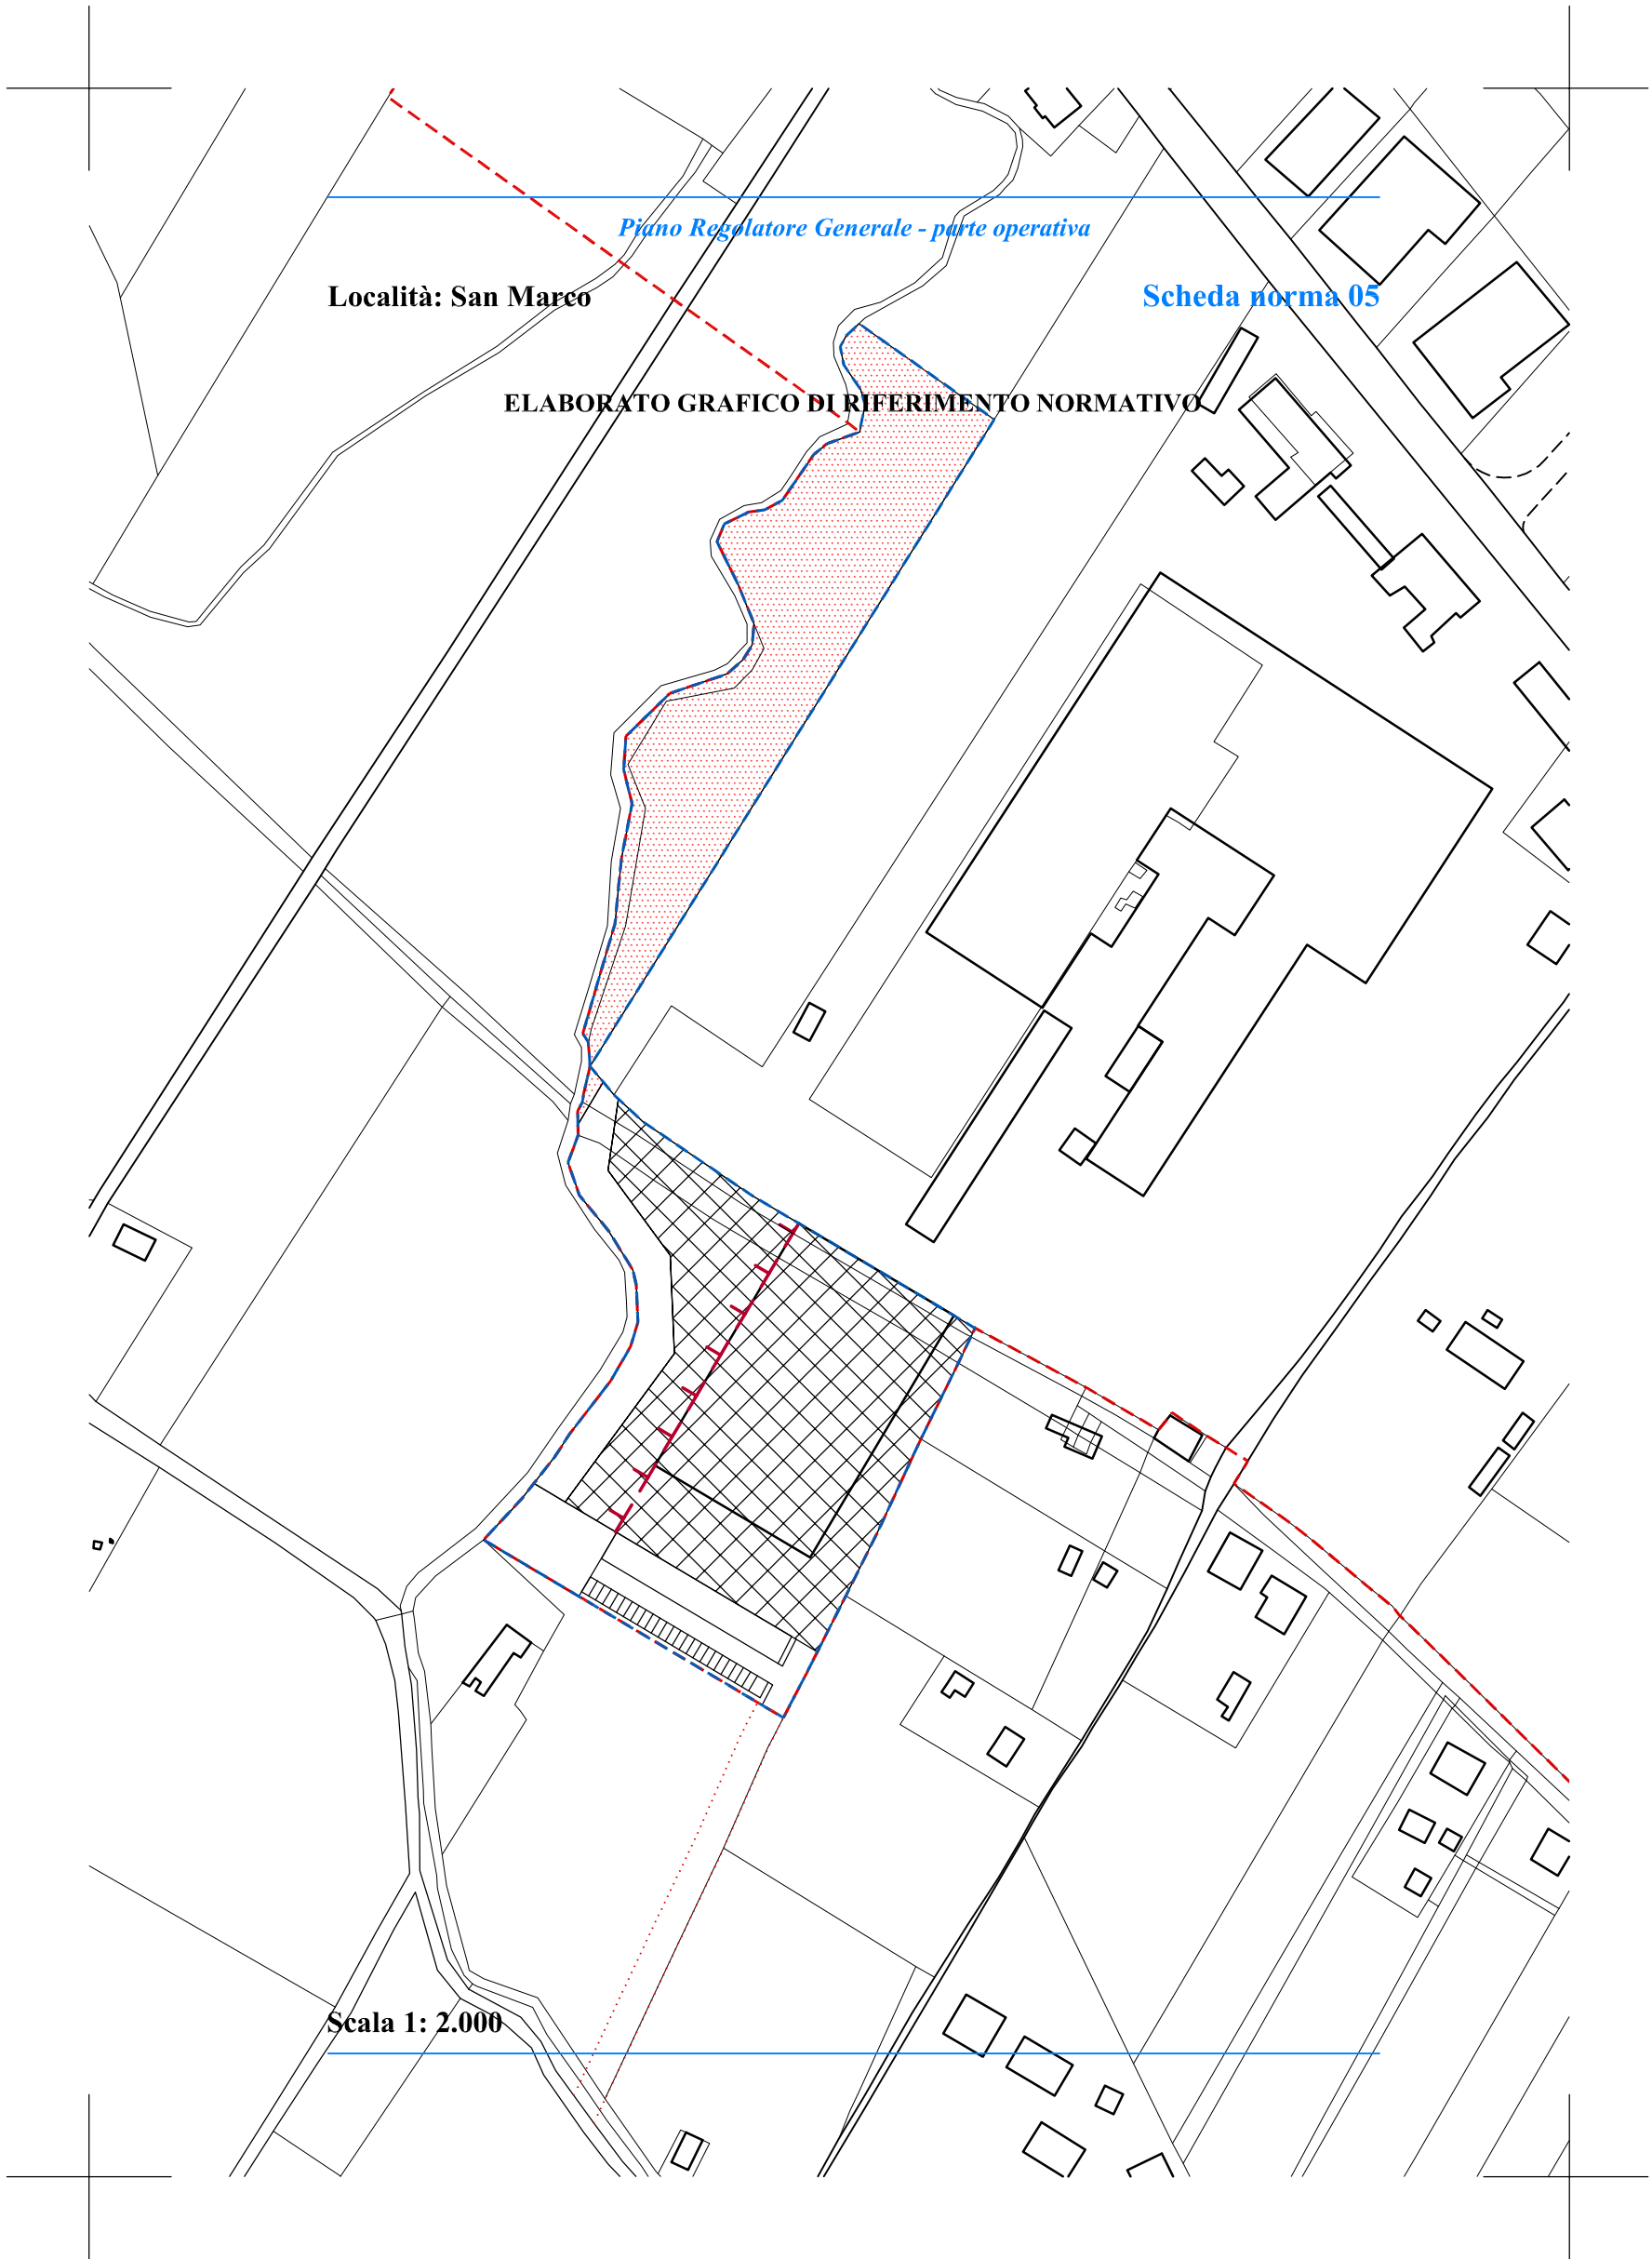 Piano Regolatore Generale - parte operativa
Località: San Marco
Scheda norma 05
ELABORATO GRAFICO DI RIFERIMENTO NORMATIVO
Scala 1: 2.000